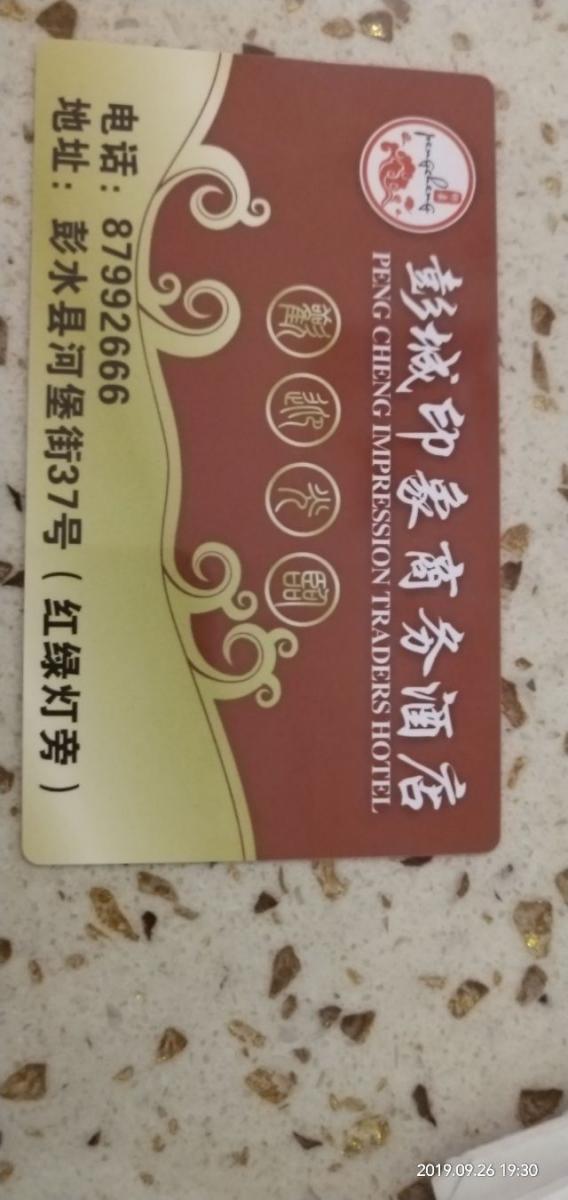 pengcheng
彭城印象商务酒店
PENG CHENG IMPRESSION TRADERS HOTEL
电话：87992666
地址：彭水县河堡街37号（红绿灯旁）
2019.09.26 19:30